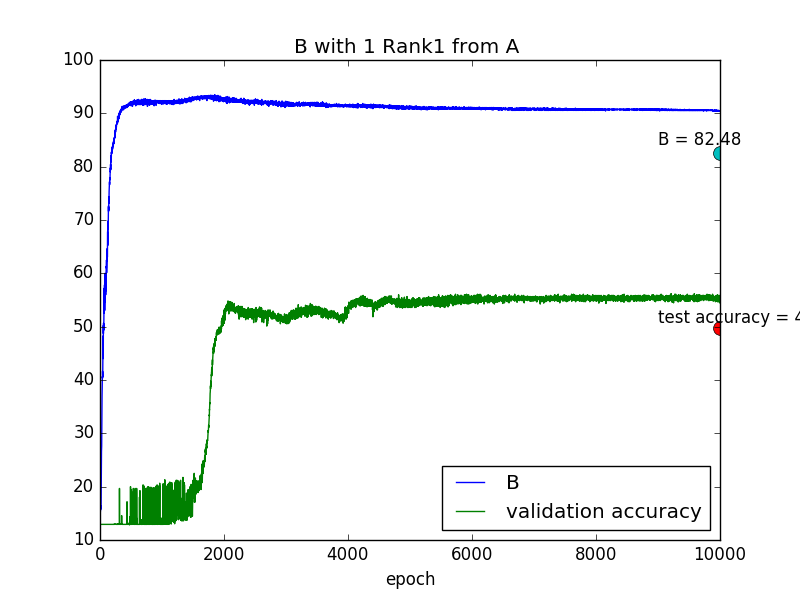 B with 1 Rank1 from A
100
90
80
70
60
50
40
30
20
10
B = 82.48
test accuracy = 4
B
validation accuracy
0
2000
4000
6000
8000
10000
epoch